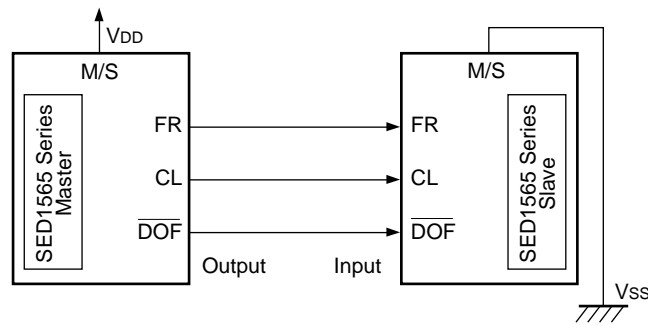 VDD
M/S
SED1565 Series
Master
FR
CL
DOF
Output
M/S
FR
CL
DOF
Input
SED1565 Series
Slave
VSS